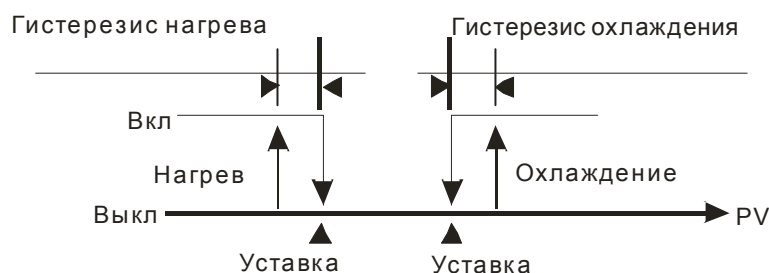 Гистерезис нагрева
Гистерезис охлаждения
Вкл
Нагрев
Охлаждение
Выкл
PV
Уставка
Уставка